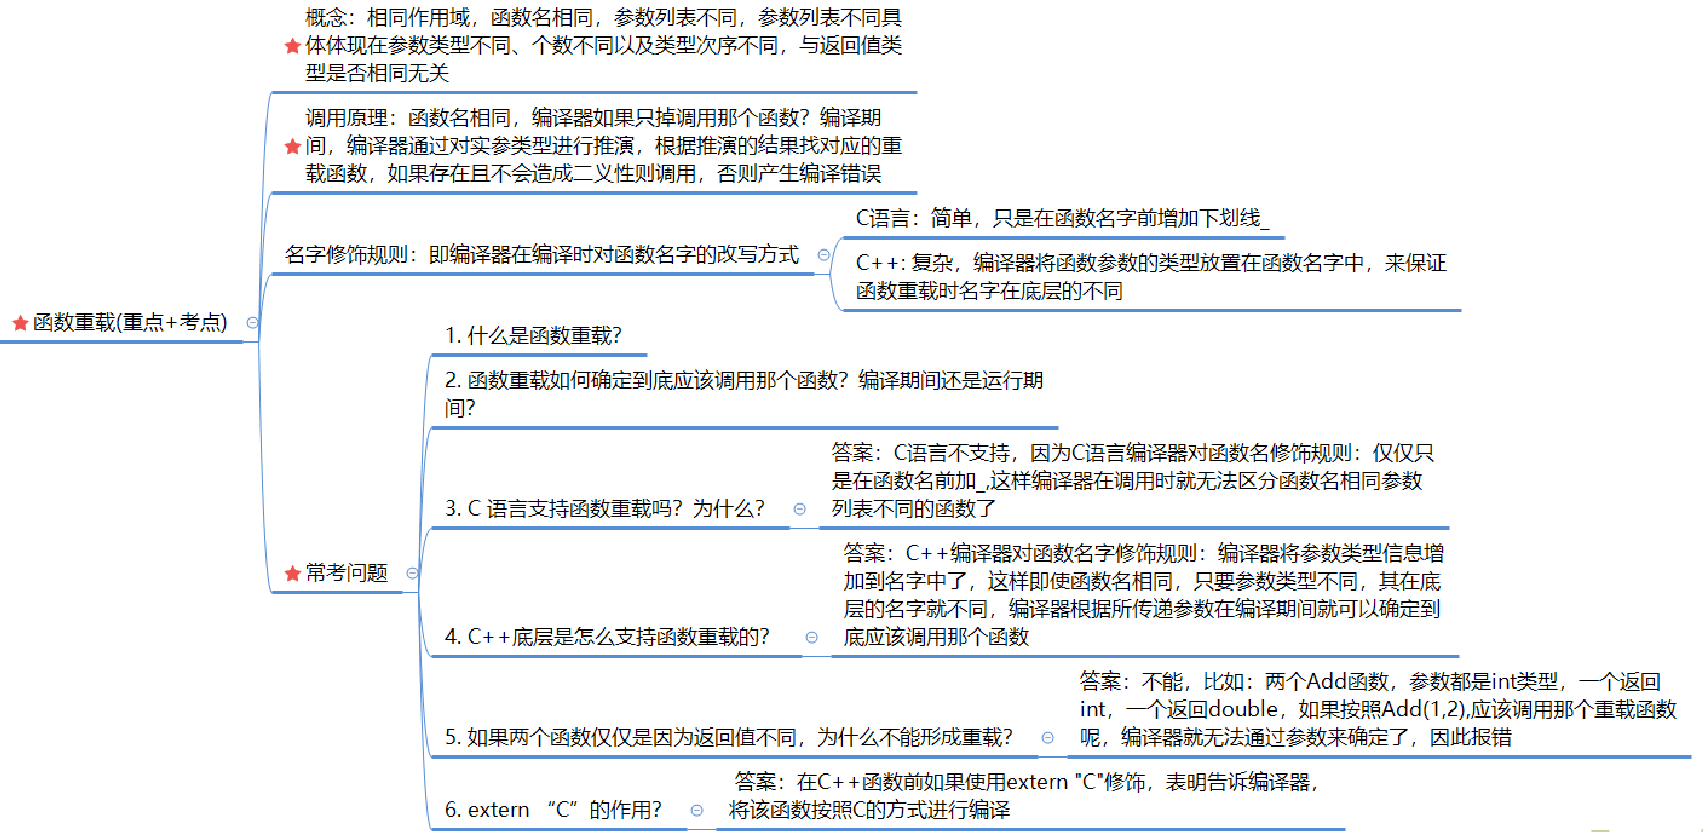 概念：相同作用域，函数名相同，参数列表不同，参数列表不同具
体体现在参数类型不同、个数不同以及类型次序不同，与返回值类
型是否相同无关
调用原理：函数名相同，编译器如果只掉调用那个函数？编译期
间，编译器通过对实参类型进行推演，根据推演的结果找对应的重
载函数，如果存在且不会造成二义性则调用，否则产生编译错误
名字修饰规则：即编译器在编译时对函数名字的改写方式
C语言：简单，只是在函数名字前增加下划线_
C++: 复杂，编译器将函数参数的类型放置在函数名字中，来保证
函数重载时名字在底层的不同
函数重载(重点+考点)
常考问题
1. 什么是函数重载？
2. 函数重载如何确定到底应该调用那个函数？编译期间还是运行期
间？
3. C 语言支持函数重载吗？为什么？
答案：C语言不支持，因为C语言编译器对函数名修饰规则：仅仅只
是在函数名前加_,这样编译器在调用时就无法区分函数名相同参数
列表不同的函数了
4. C++底层是怎么支持函数重载的？
答案：C++编译器对函数名字修饰规则：编译器将参数类型信息增
加到名字中了，这样即使函数名相同，只要参数类型不同，其在底
层的名字就不同，编译器根据所传递参数在编译期间就可以确定到
底应该调用那个函数
5. 如果两个函数仅仅是因为返回值不同，为什么不能形成重载？
答案：不能，比如：两个Add函数，参数都是int类型，一个返回
int，一个返回double，如果按照Add(1,2),应该调用那个重载函数
呢，编译器就无法通过参数来确定了，因此报错
6. extern “C”的作用？
答案：在C++函数前如果使用extern "C"修饰，表明告诉编译器，
将该函数按照C的方式进行编译